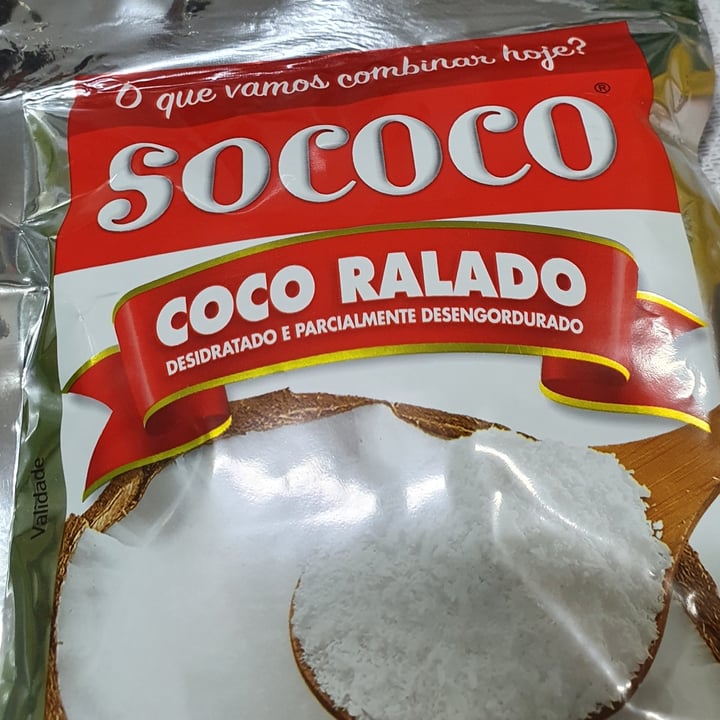 O que vamos combinar hoje?
SOCOCO®
COCO RALADO
DESIDRATADO E PARCIALMENTE DESENGORDURADO
Validade